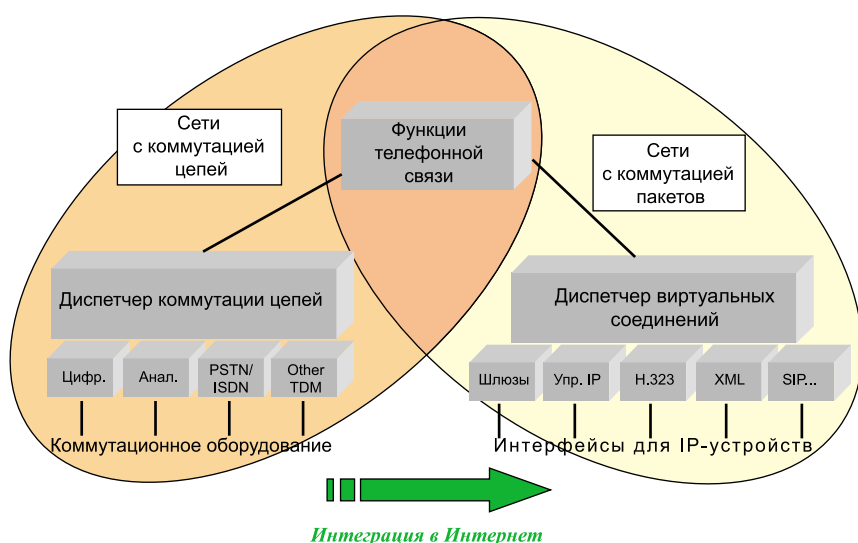 Сети
с коммутацией
цепей
Функции
телефонной
связи
Сети
с коммутацией
пакетов
Диспетчер коммутации цепей
Диспетчер виртуальных
соединений
Цифр.
Анал.
PSTN/
ISDN
Other
TDM
Шлюзы
Упр. IP
H.323
XML
SIP...
Коммутационное оборудование
Интерфейсы для IP-устройств
Интеграция в Интернет